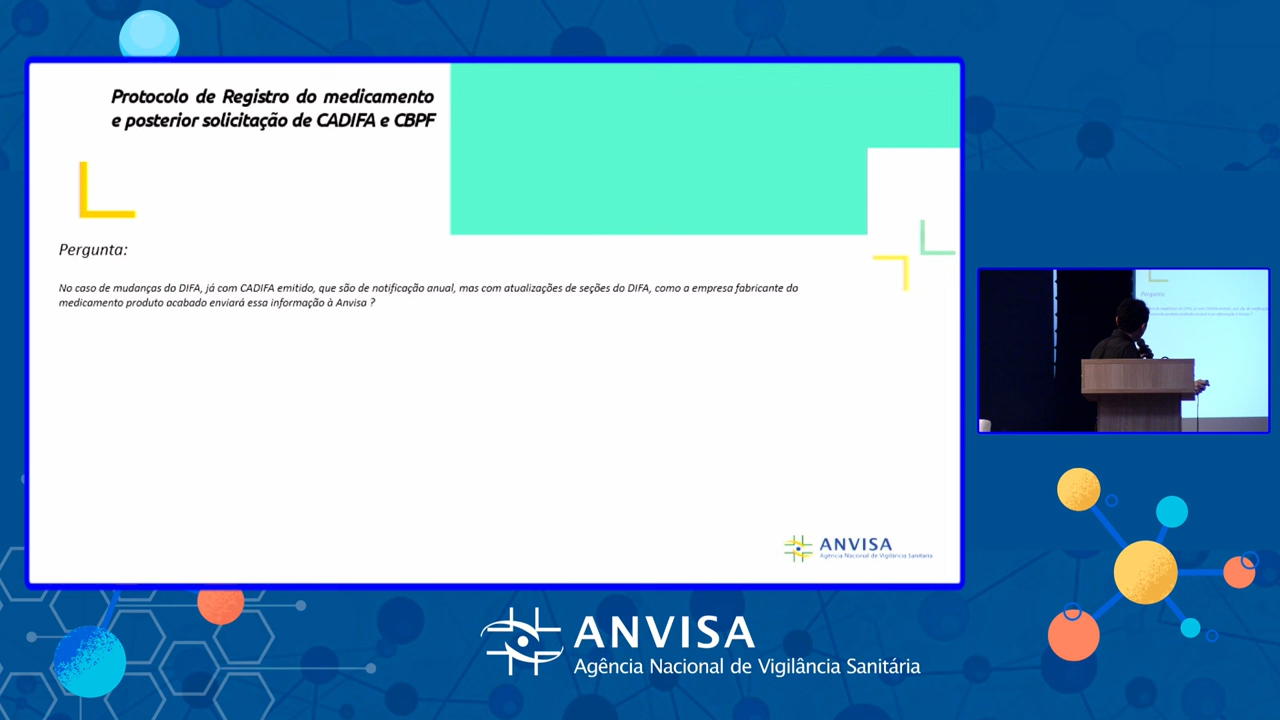 Protocolo de Registro do medicamento
e posterior solicitação de CADIFA e CBPF
Pergunta:
No caso de mudanças do DIFA, já com CADIFA emitido, que são de notificação anual, mas com atualizações de seções do DIFA, como a empresa fabricante do
medicamento produto acabado enviará essa informação à Anvisa ?
ANVISA
Agência Nacional de Vigilância Sanitária
Pergunta:
ANVISA
Agência Nacional de Vigilância Sanitária